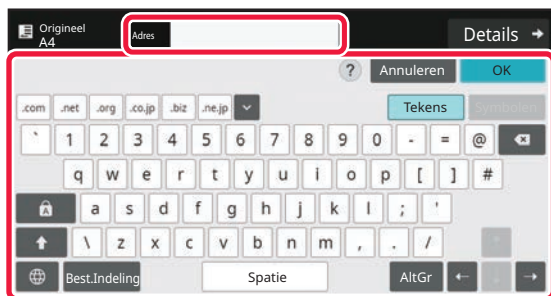 Origineel
A4
Adres
Details →
? Annuleren OK
.com .net .org .co.jp .biz .ne.jp Tekens Symbolen
` 1 2 3 4 5 6 7 8 9 0 - = @
q w e r t y u i o p [ ] #
A a s d f g h j k l ; '
\ z x c v b n m , . /
Best.Indeling Spatie AltGr ← ↓ →